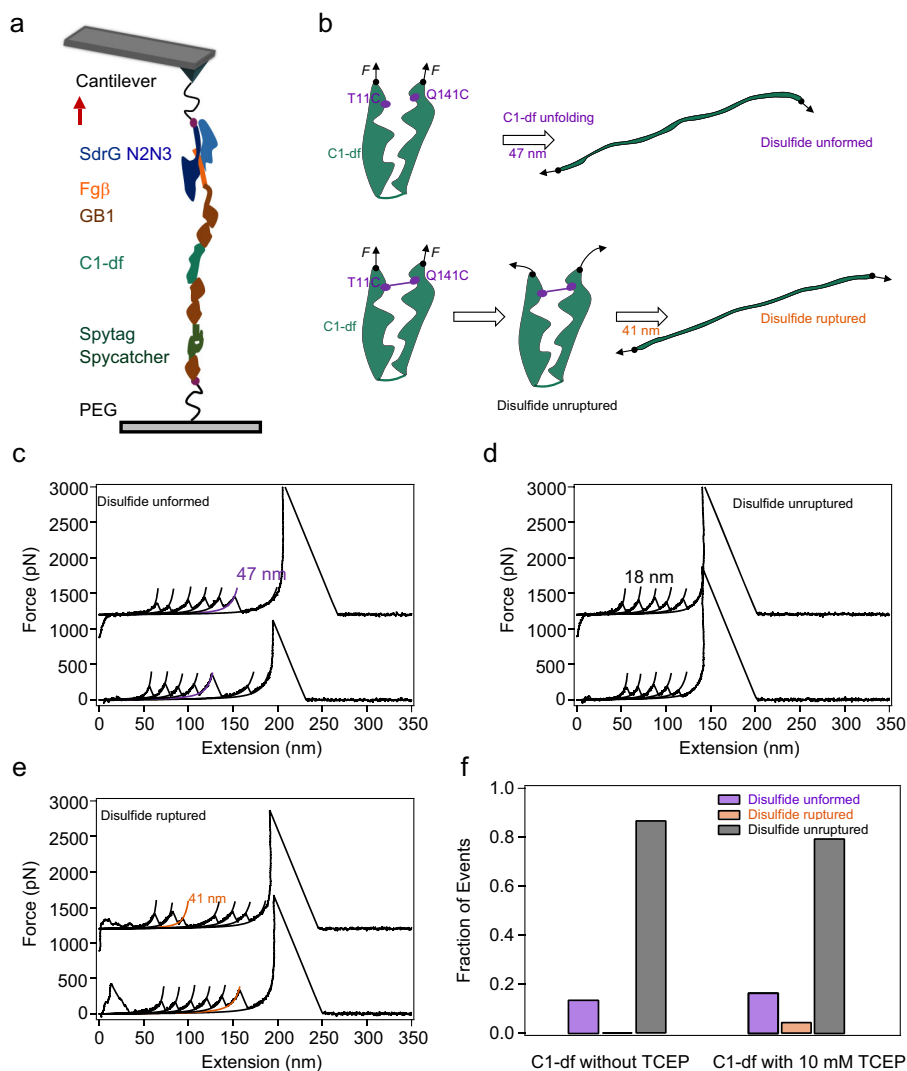 a
Cantilever
SdrG N2N3
Fgβ
GB1
C1-df
Spytag
Spycatcher
PEG
b
F
F
T11C
Q141C
C1-df
C1-df unfolding
47 nm
Disulfide unformed
F
F
T11C
Q141C
C1-df
Disulfide unruptured
41 nm
Disulfide ruptured
c
3000
2500
2000
1200
500
0
Force (pN)
Disulfide unformed
47 nm
0
50
100
150
200
250
300
350
Extension (nm)
d
3000
2500
2000
1200
500
0
Force (pN)
Disulfide unruptured
18 nm
0
50
100
150
200
250
300
350
Extension (nm)
e
3000
2500
2000
1200
500
0
Force (pN)
Disulfide ruptured
41 nm
0
50
100
150
200
250
300
350
Extension (nm)
f
1.0
0.8
0.6
0.4
0.2
0.0
Fraction of Events
Disulfide unformed
Disulfide ruptured
Disulfide unruptured
C1-df without TCEP
C1-df with 10 mM TCEP